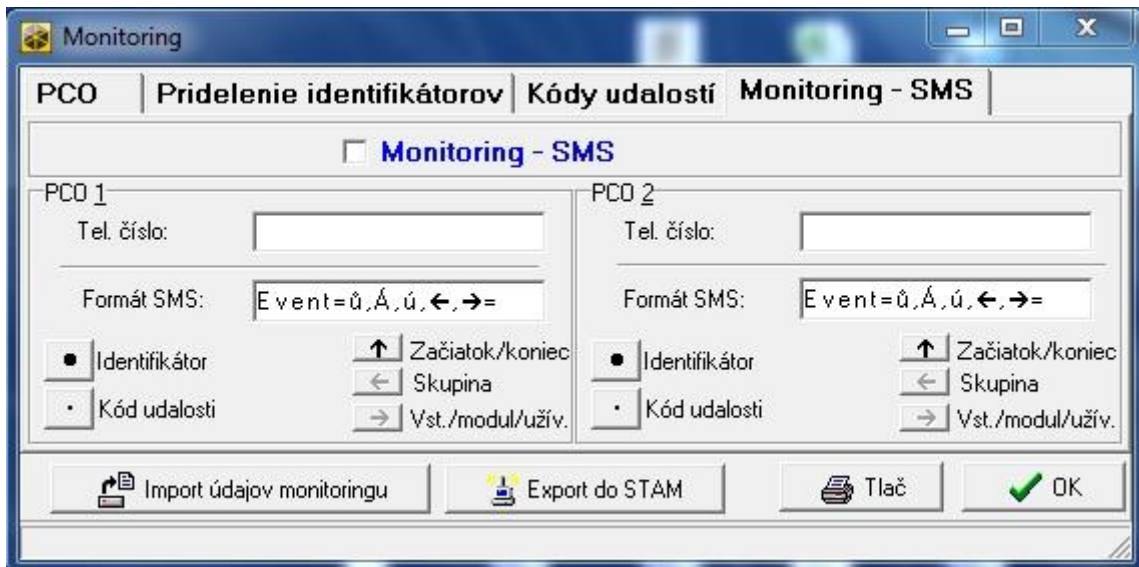 Monitoring
PCO Pridelenie identifikátorov Kódy udalostí Monitoring - SMS
Monitoring - SMS
PCO 1
Tel. číslo:
Formát SMS: Event=û,Á,ú,←,→=
● Identifikátor
· Kód udalosti
↑ Začiatok/koniec
← Skupina
→ Vst./modul/užív.
PCO 2
Tel. číslo:
Formát SMS: Event=û,Á,ú,←,→=
● Identifikátor
· Kód udalosti
↑ Začiatok/koniec
← Skupina
→ Vst./modul/užív.
Import údajov monitoringu Export do STAM Tlač OK